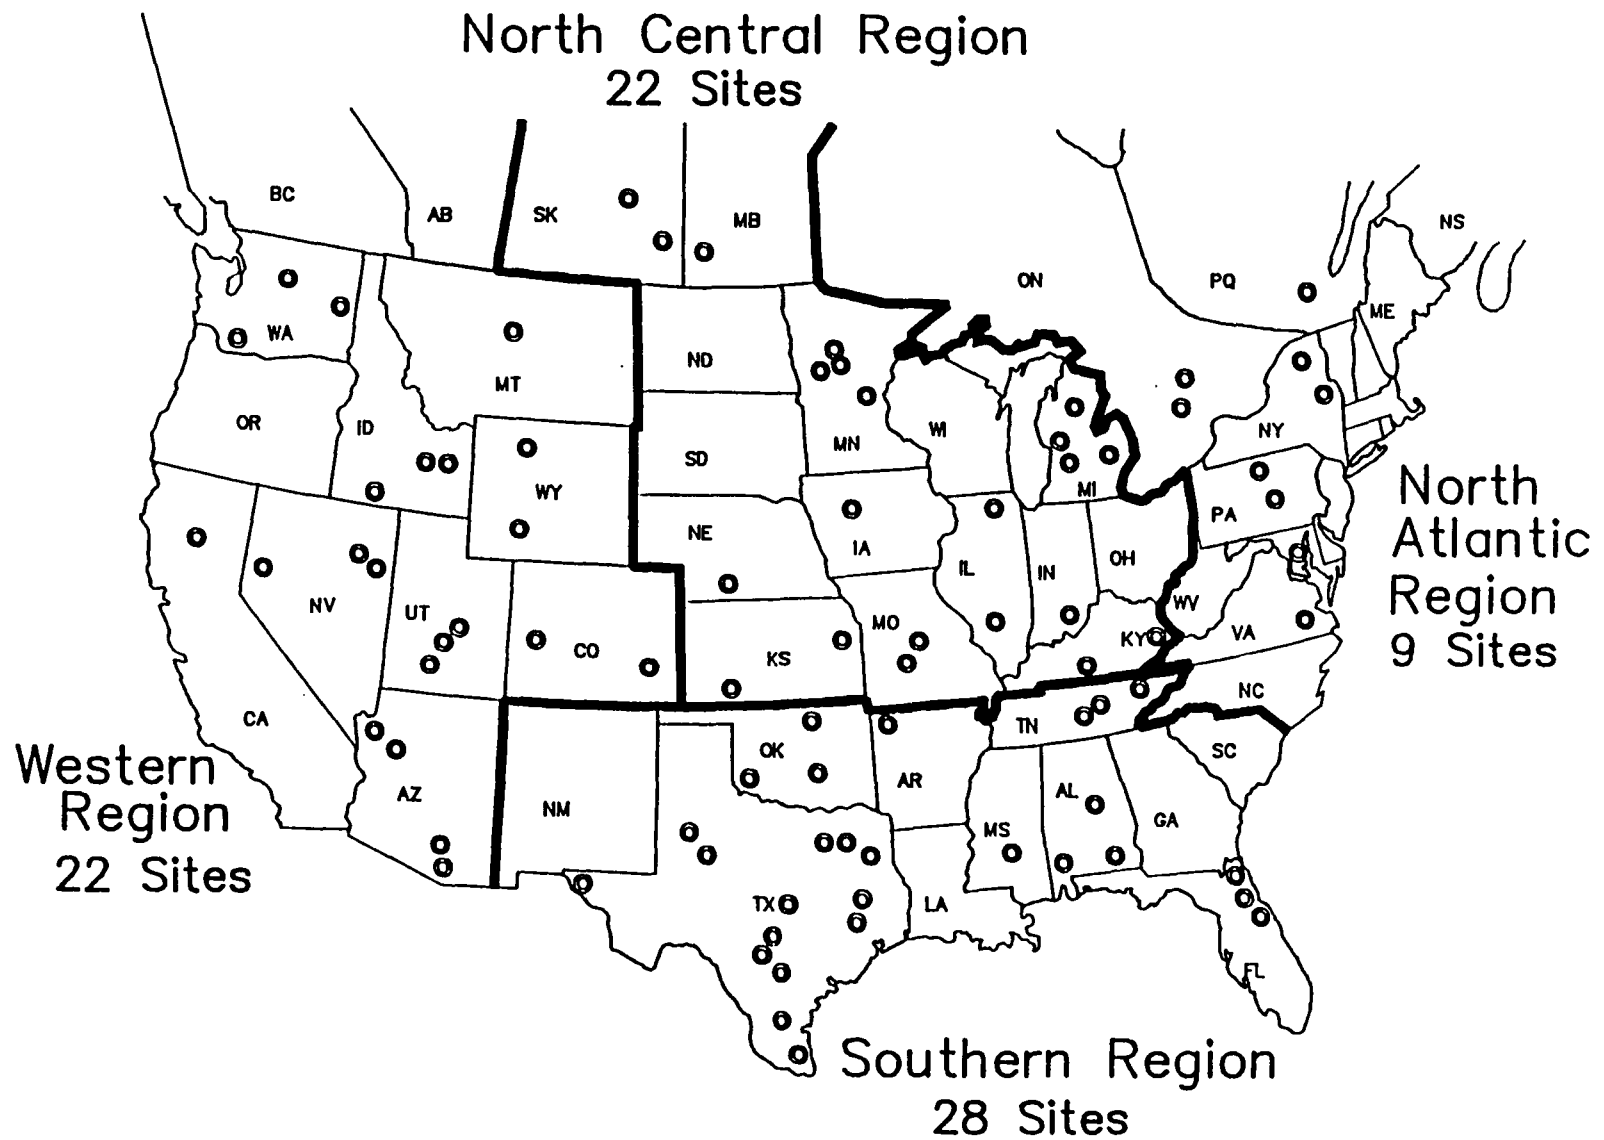 North Central Region
22 Sites
BC
AB
SK
MB
NS
ON
PQ
ME
WA
ND
MT
OR
ID
MN
WI
NY
SD
MI
WY
PA
North
Atlantic
Region
9 Sites
NE
IA
OH
IL
IN
NV
UT
MO
WV
VA
KY
CO
KS
NC
CA
TN
OK
SC
Western
Region
22 Sites
AZ
NM
AR
AL
GA
MS
TX
LA
FL
Southern Region
28 Sites